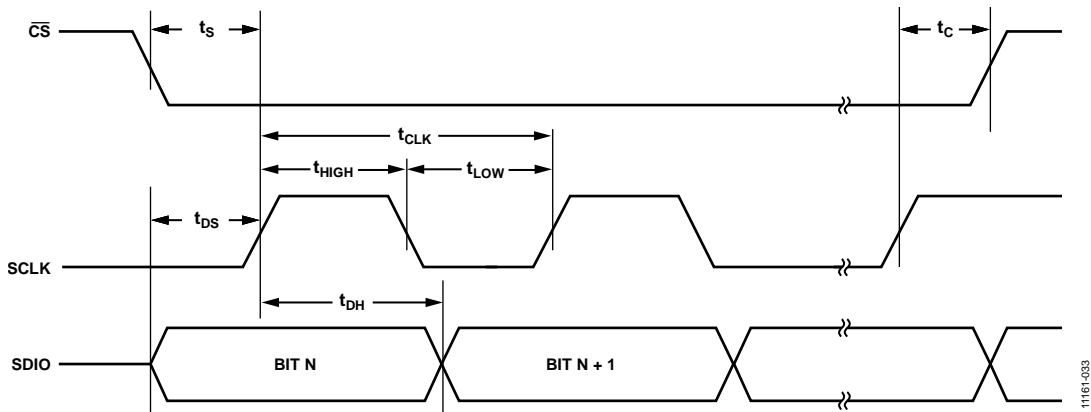 CS
tS
tC
tCLK
tHIGH
tLOW
tDS
SCLK
tDH
SDIO
BIT N
BIT N + 1
11161-033